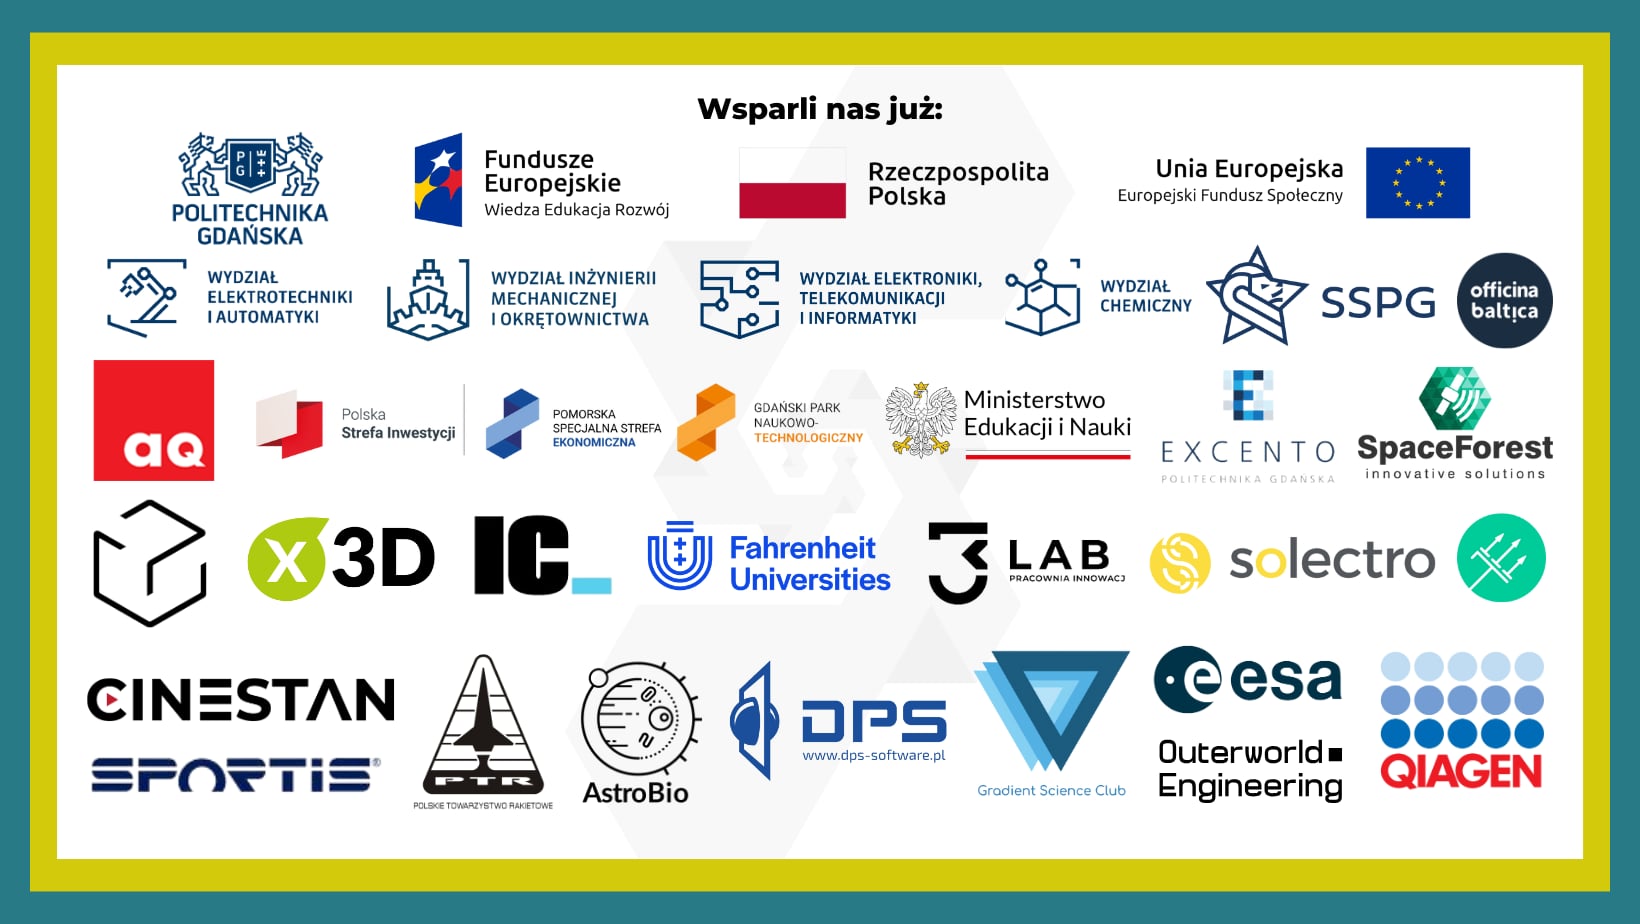 Wsparli nas już:
P G
POLITECHNIKA
GDAŃSKA
Fundusze
Europejskie
Wiedza Edukacja Rozwój
Rzeczpospolita
Polska
Unia Europejska
Europejski Fundusz Społeczny
WYDZIAŁ
ELEKTROTECHNIKI
I AUTOMATYKI
WYDZIAŁ INŻYNIERII
MECHANICZNEJ
I OKRĘTOWNICTWA
WYDZIAŁ ELEKTRONIKI,
TELEKOMUNIKACJI
I INFORMATYKI
WYDZIAŁ
CHEMICZNY
SSPG
officina
baltica
aQ
Polska
Strefa Inwestycji
POMORSKA
SPECJALNA STREFA
EKONOMICZNA
GDAŃSKI PARK
NAUKOWO-
TECHNOLOGICZNY
Ministerstwo
Edukacji i Nauki
E
EXCENTO
POLITECHNIKA GDAŃSKA
SpaceForest
innovative solutions
x 3D
IC_
Fahrenheit
Universities
3 LAB
PRACOWNIA INNOWACJ
S solectro
CINESTAN
SPORTIS®
PTR
POLSKIE TOWARZYSTWO RAKIETOWE
AstroBio
DPS
www.dps-software.pl
Gradient Science Club
esa
Outerworld
Engineering
QIAGEN